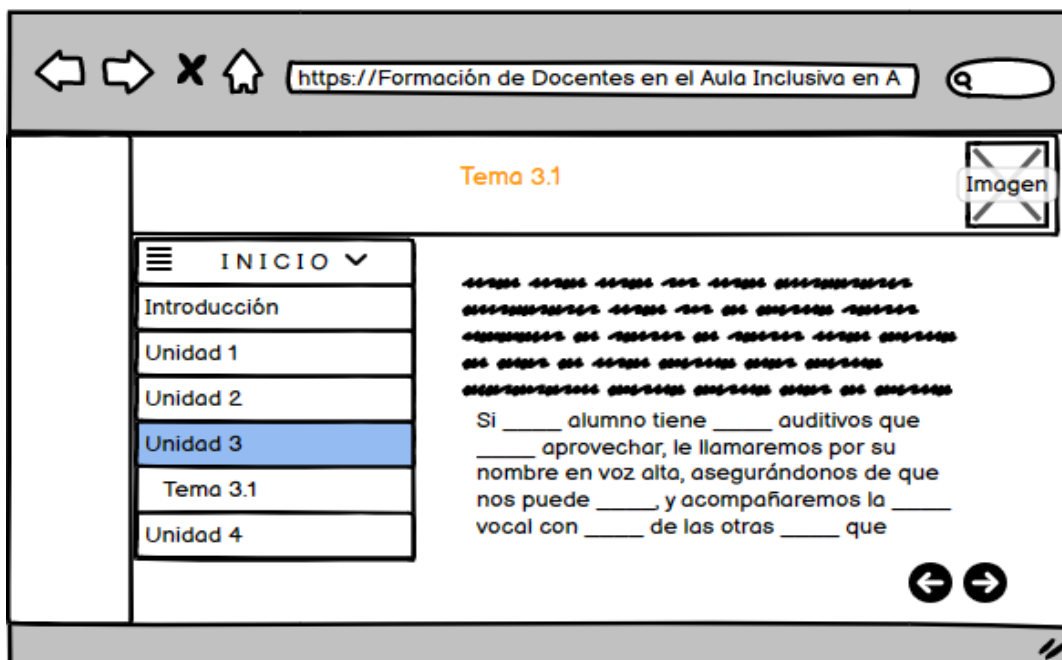 https://Formación de Docentes en el Aula Inclusiva en A
Tema 3.1
Imagen
INICIO
Introducción
Unidad 1
Unidad 2
Unidad 3
Tema 3.1
Unidad 4
Si _____ alumno tiene _____ auditivos que
_____ aprovechar, le llamaremos por su
nombre en voz alta, asegurándonos de que
nos puede _____, y acompañaremos la _____
vocal con _____ de las otras _____ que